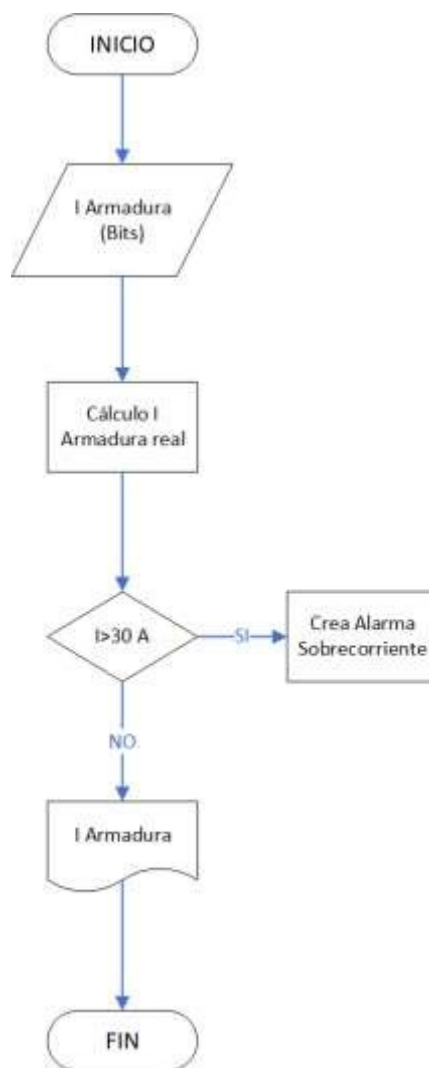 INICIO
I Armadura
(Bits)
Cálculo I
Armadura real
I>30 A
SI
Crea Alarma
Sobrecorriente
NO
I Armadura
FIN